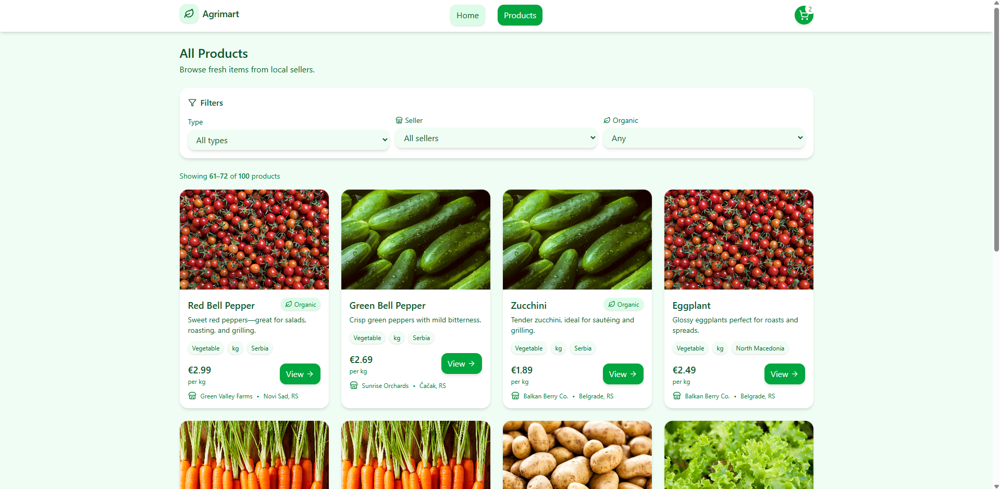 Agrimart
Home
Products
2
All Products
Browse fresh items from local sellers.
Filters
Type
Seller
Organic
All types
All sellers
Any
Showing 61–72 of 100 products
Red Bell Pepper
Organic
Sweet red peppers—great for salads,
roasting, and grilling.
Vegetable kg Serbia
€2.99
per kg
View →
Green Valley Farms • Novi Sad, RS
Green Bell Pepper
Crisp green peppers with mild bitterness.
Vegetable kg Serbia
€2.69
per kg
View →
Sunrise Orchards • Čačak, RS
Zucchini
Organic
Tender zucchini, ideal for sautéing and
grilling.
Vegetable kg Serbia
€1.89
per kg
View →
Balkan Berry Co. • Belgrade, RS
Eggplant
Glossy eggplants perfect for roasts and
spreads.
Vegetable kg North Macedonia
€2.49
per kg
View →
Balkan Berry Co. • Belgrade, RS